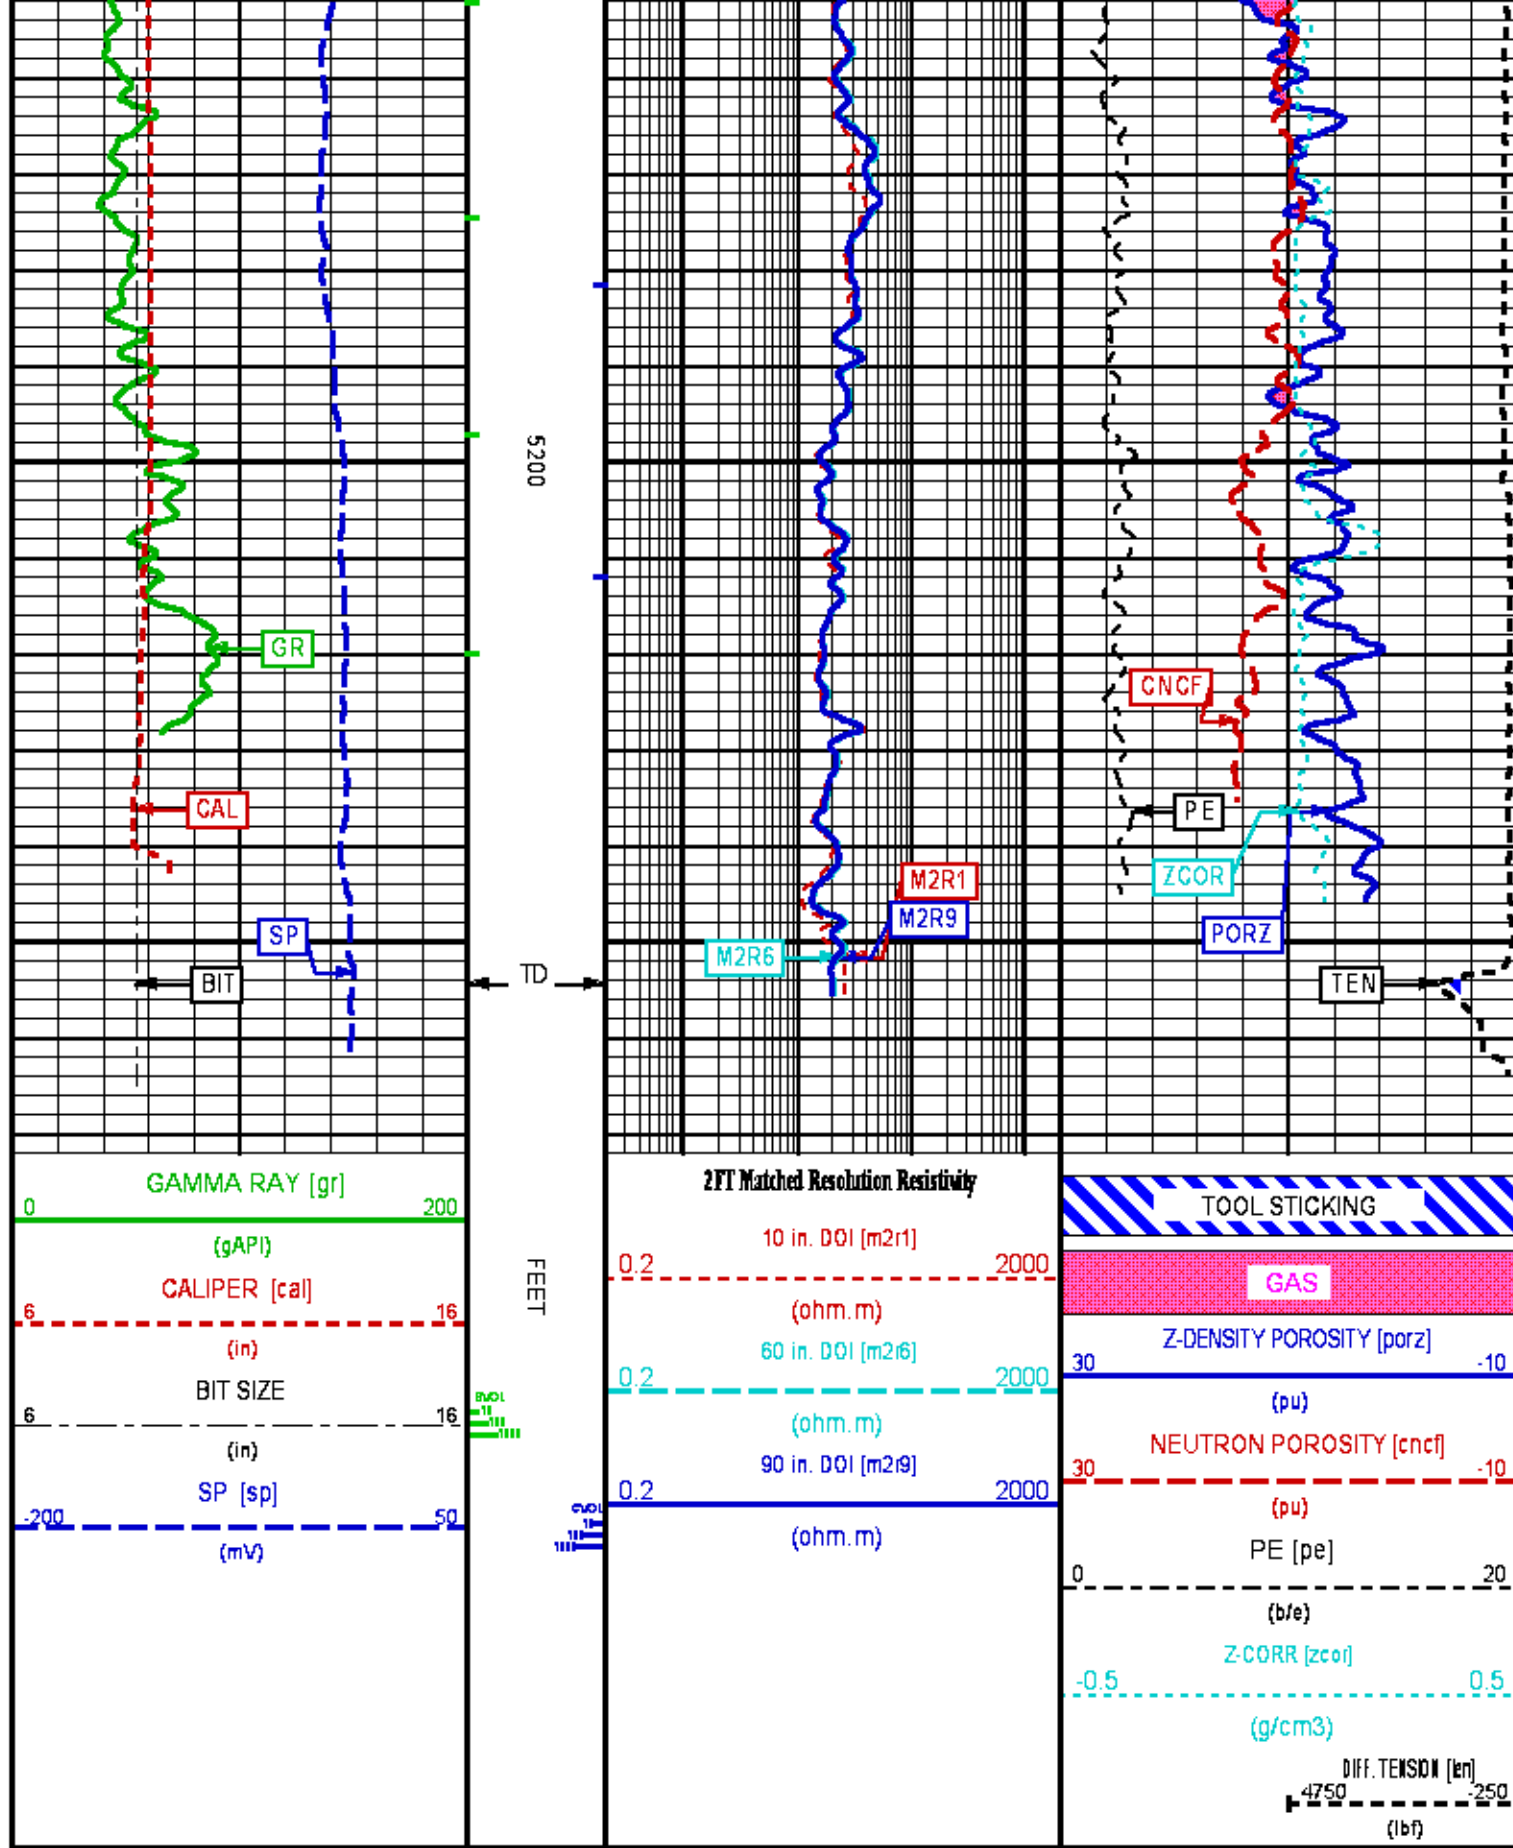 5200
GR
CNCF
CAL
PE
ZCOR
M2R1
M2R9
SP
PORZ
M2R6
TD
BIT
TEN
GAMMA RAY [gr]
0 200
(gAPI)
CALIPER [cal]
6 16
(in)
BIT SIZE
6 16
(in)
SP [sp]
-200 50
(mV)
FEET
BVOL
2FT Matched Resolution Resistivity
10 in. DOI [m2r1]
0.2 2000
(ohm.m)
60 in. DOI [m2r6]
0.2 2000
(ohm.m)
90 in. DOI [m2r9]
0.2 2000
(ohm.m)
TOOL STICKING
GAS
Z-DENSITY POROSITY [porz]
30 -10
(pu)
NEUTRON POROSITY [cncf]
30 -10
(pu)
PE [pe]
0 20
(b/e)
Z-CORR [zcor]
-0.5 0.5
(g/cm3)
DIFF. TENSION [ten]
4750 -250
(lbf)